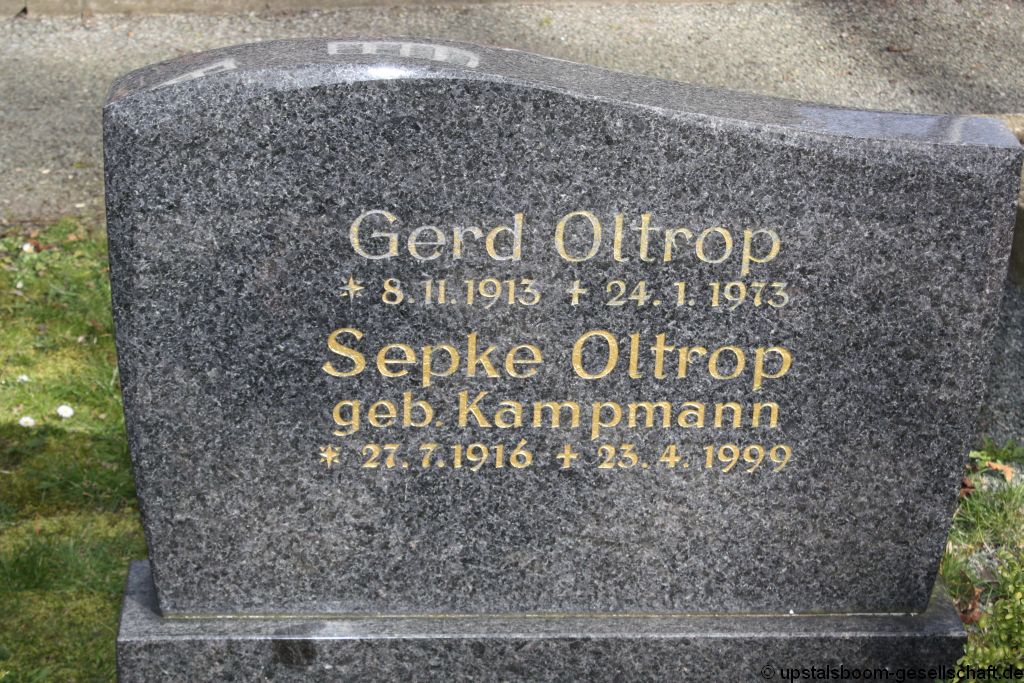 Gerd Oltrop
* 8.11.1913 + 24.1.1973
Sepke Oltrop
geb. Kampmann
* 27.7.1916 + 23.4.1999
© upstalsboom-gesellschaft.de